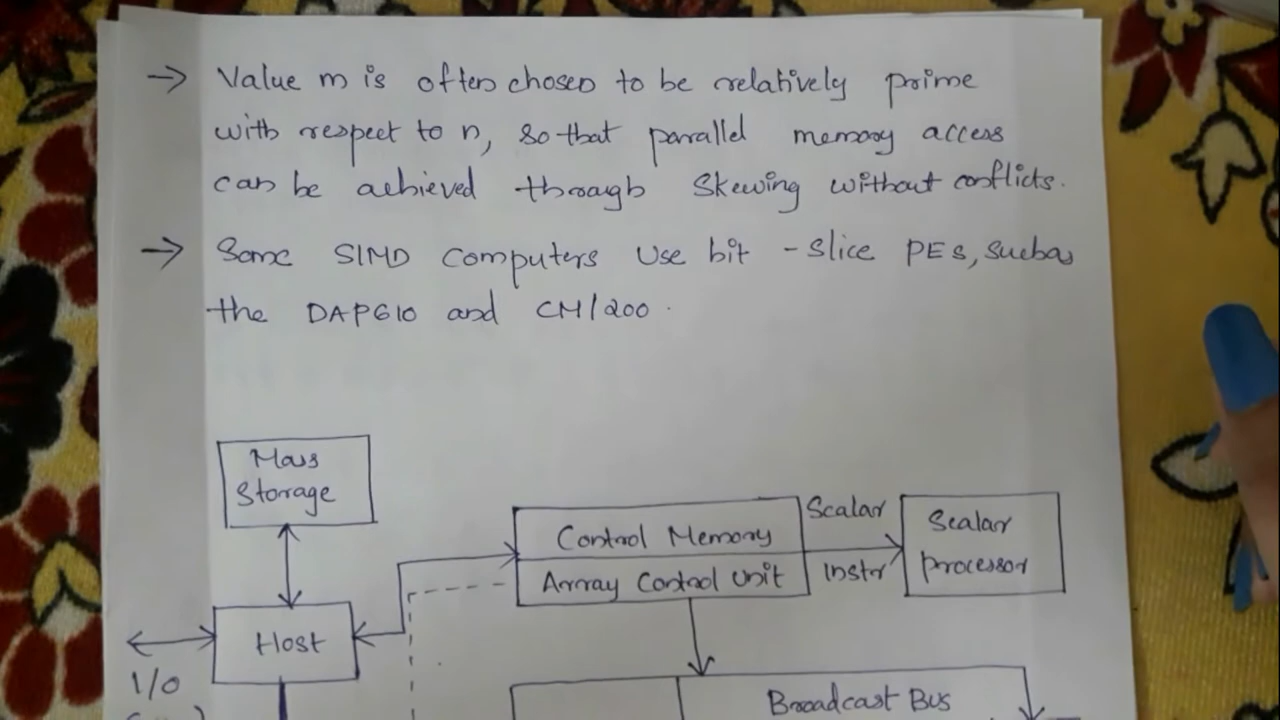 → Value m is often chosen to be relatively prime
with respect to n, so that parallel memory access
can be achieved through Skewing without conflicts.
→ Some SIMD Computers Use bit - Slice PEs, such as
the DAP610 and CM/200.
Mass
Storage
Control Memory
Array Control Unit
Scalar
Instr
Scalar
processor
Host
I/O
Broadcast Bus